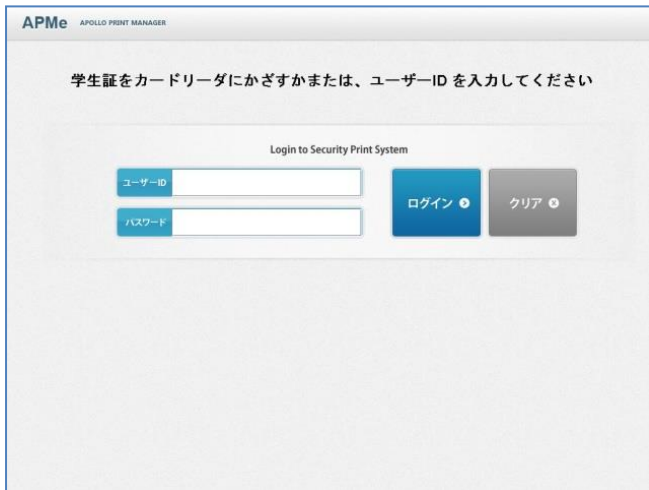 APMe APOLLO PRINT MANAGER
学生証をカードリーダにかざすかまたは、ユーザーID を入力してください
Login to Security Print System
ユーザーID
ログイン
クリア
パスワード